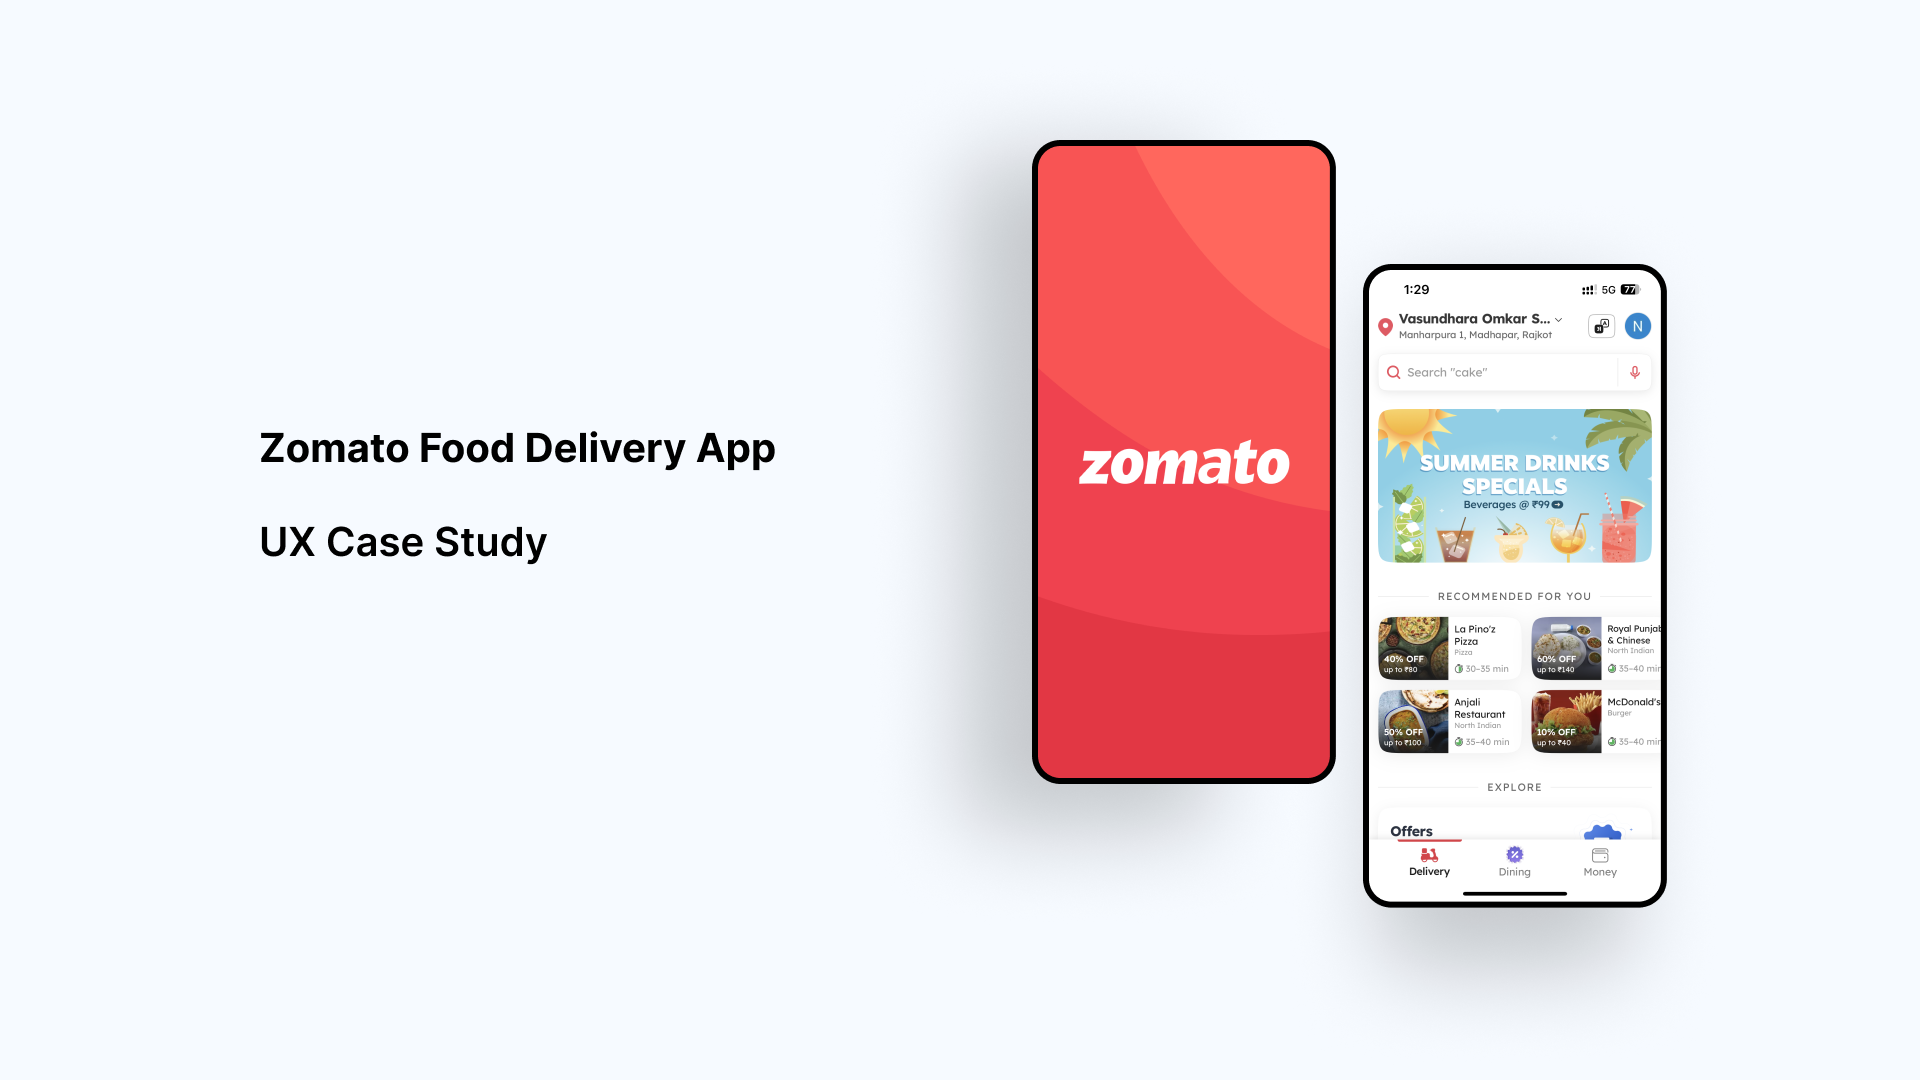 Zomato Food Delivery App
UX Case Study
zomato
1:29
5G 77
Vasundhara Omkar S...
Manharpura 1, Madhapar, Rajkot
N
Search "cake"
SUMMER DRINKS
SPECIALS
Beverages @ ₹99
RECOMMENDED FOR YOU
La Pino'z
Pizza
Pizza
30-35 min
40% OFF
up to ₹80
Royal Punjab
& Chinese
North Indian
35-40 min
60% OFF
up to ₹140
Anjali
Restaurant
North Indian
35-40 min
50% OFF
up to ₹100
McDonald's
Burger
35-40 min
10% OFF
up to ₹40
EXPLORE
Offers
Delivery
Dining
Money